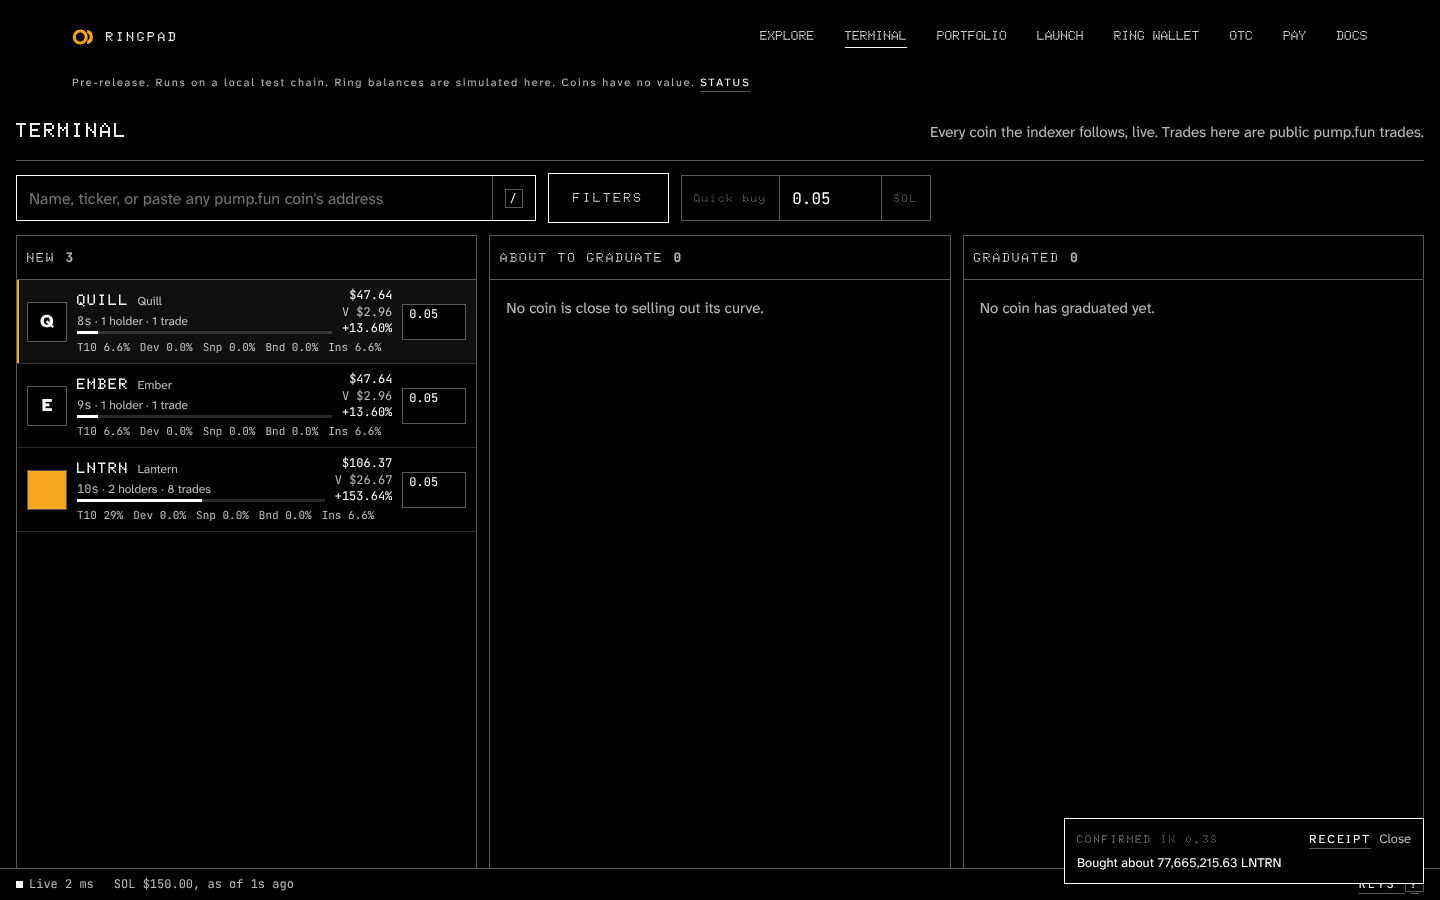 RINGPAD
EXPLORE TERMINAL PORTFOLIO LAUNCH RING WALLET OTC PAY DOCS
Pre-release. Runs on a local test chain. Ring balances are simulated here. Coins have no value. STATUS
TERMINAL
Every coin the indexer follows, live. Trades here are public pump.fun trades.
Name, ticker, or paste any pump.fun coin's address /
FILTERS
Quick buy 0.05 SOL
NEW 3
Q
QUILL Quill
8s · 1 holder · 1 trade
$47.64
V $2.96
+13.60%
0.05
T10 6.6% Dev 0.0% Snp 0.0% Bnd 0.0% Ins 6.6%
E
EMBER Ember
9s · 1 holder · 1 trade
$47.64
V $2.96
+13.60%
0.05
T10 6.6% Dev 0.0% Snp 0.0% Bnd 0.0% Ins 6.6%
LNTRN Lantern
10s · 2 holders · 8 trades
$106.37
V $26.67
+153.64%
0.05
T10 29% Dev 0.0% Snp 0.0% Bnd 0.0% Ins 6.6%
ABOUT TO GRADUATE 0
No coin is close to selling out its curve.
GRADUATED 0
No coin has graduated yet.
CONFIRMED IN 0.3S RECEIPT Close
Bought about 77,665,215.63 LNTRN
Live 2 ms SOL $150.00, as of 1s ago